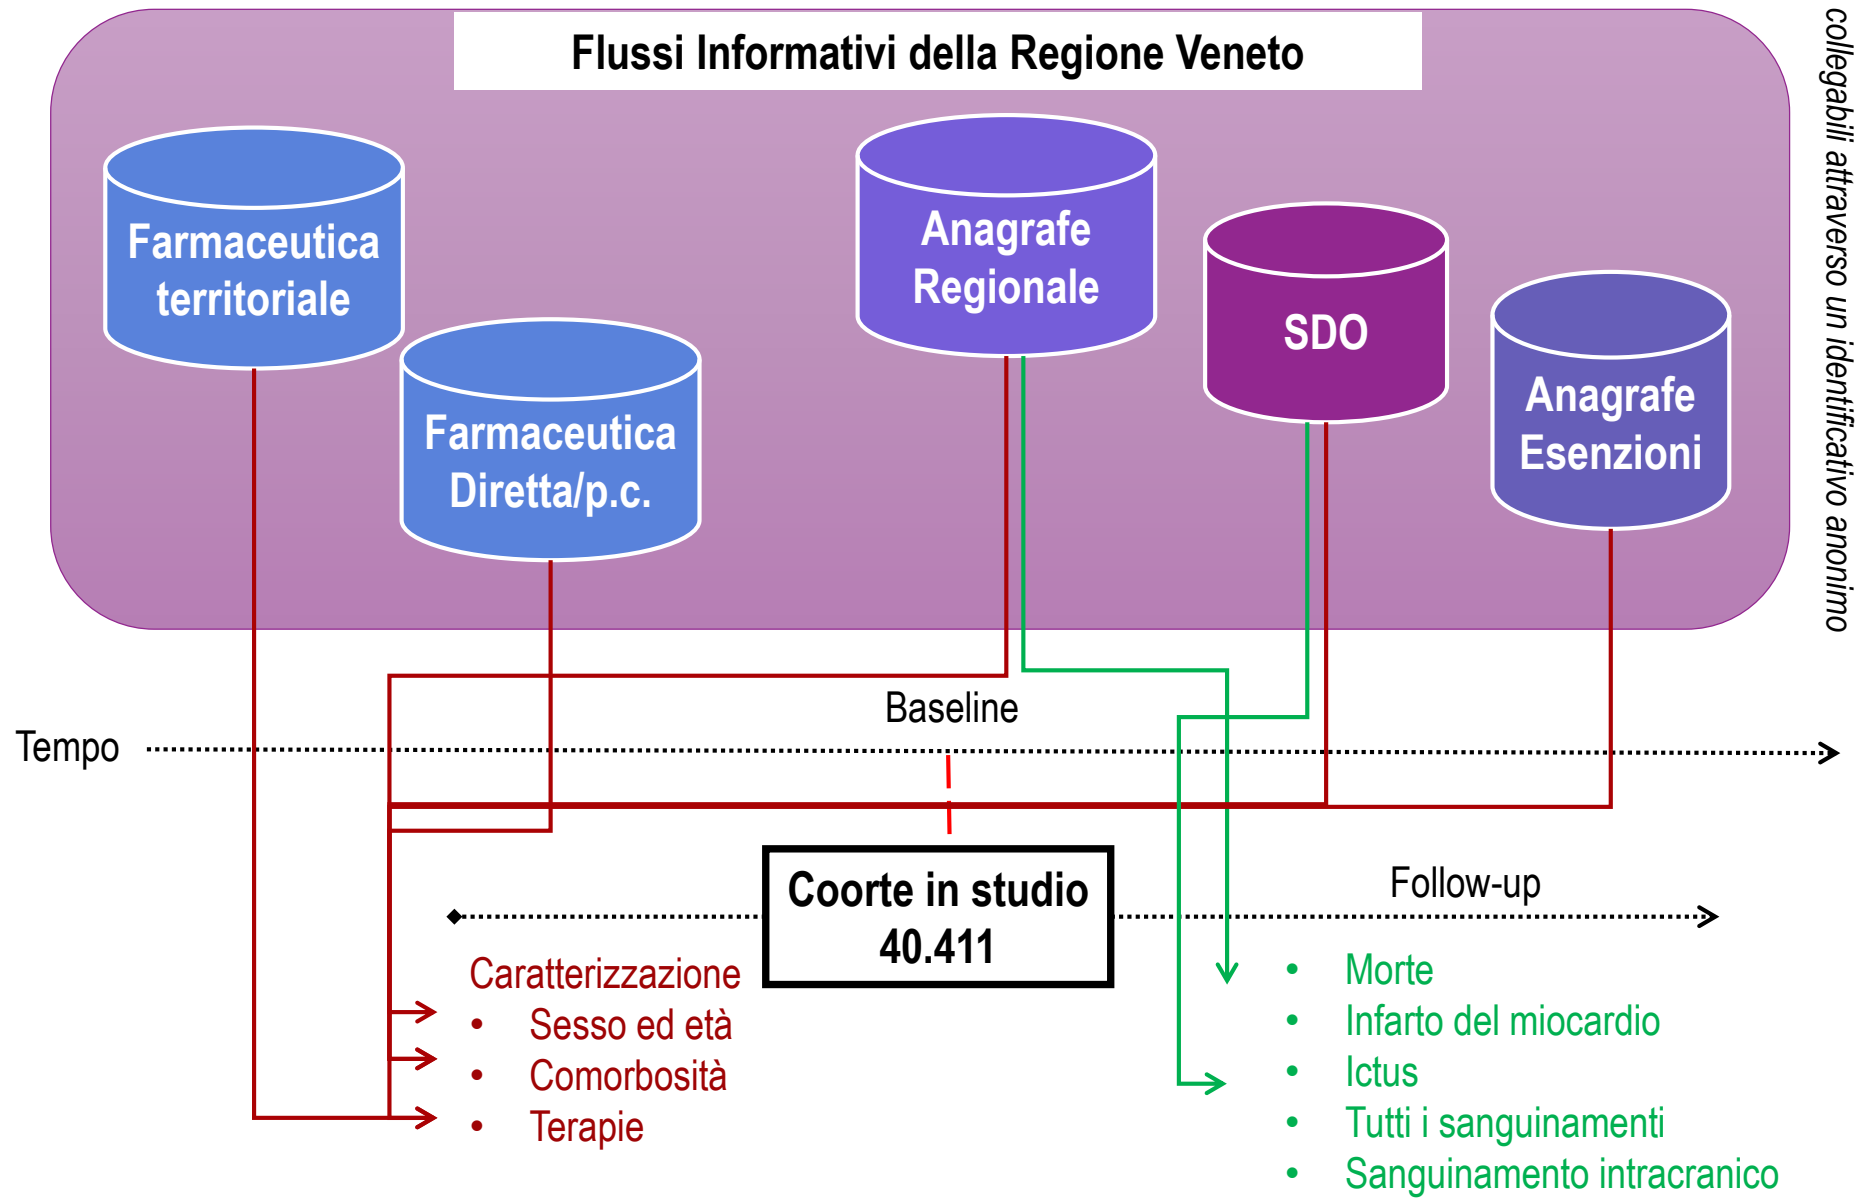 Flussi Informativi della Regione Veneto
collegabili attraverso un identificativo anonimo
Farmaceutica
territoriale
Farmaceutica
Diretta/p.c.
Anagrafe
Regionale
SDO
Anagrafe
Esenzioni
Baseline
Tempo
Coorte in studio
40.411
Follow-up
Caratterizzazione
• Sesso ed età
• Comorbosità
• Terapie
• Morte
• Infarto del miocardio
• Ictus
• Tutti i sanguinamenti
• Sanguinamento intracranico